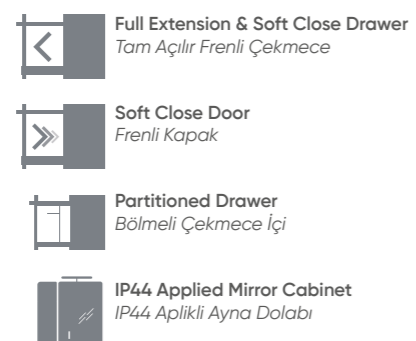 Full Extension & Soft Close Drawer
Tam Açılır Frenli Çekmece
Soft Close Door
Frenli Kapak
Partitioned Drawer
Bölmeli Çekmece İçi
IP44 Applied Mirror Cabinet
IP44 Aplikli Ayna Dolabı